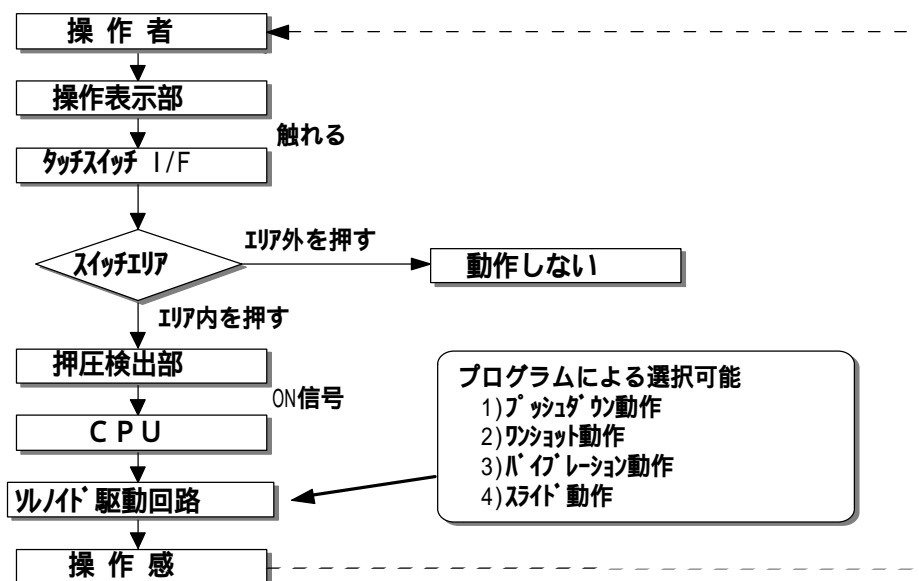 操 作 者
操作表示部
触れる
ﾀｯﾁｽｲｯﾁ I/F
ｴﾘｱ外を押す
ｽｲｯﾁｴﾘｱ
動作しない
ｴﾘｱ内を押す
押圧検出部
ON信号
ＣＰＵ
ｿﾚﾉｲﾄﾞ駆動回路
操 作 感
プログラムによる選択可能
1)ﾌﾟｯｼｭﾀﾞｳﾝ動作
2)ﾜﾝｼｮｯﾄ動作
3)ﾊﾞｲﾌﾞﾚｰｼｮﾝ動作
4)ｽﾗｲﾄﾞ動作